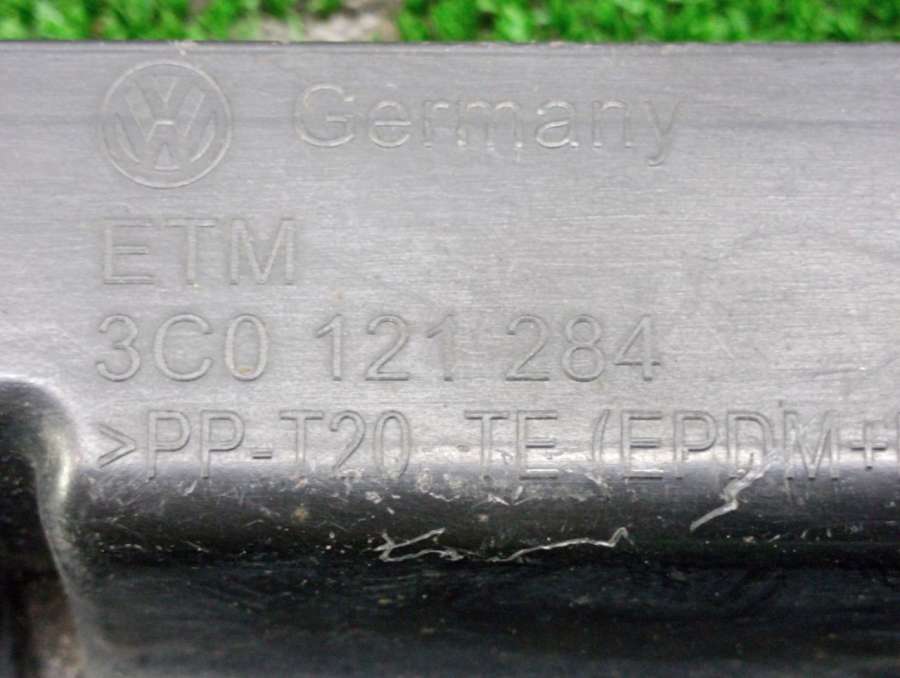 Germany
ETM
3C0 121 284
>PP-T20 TE (EPDM+